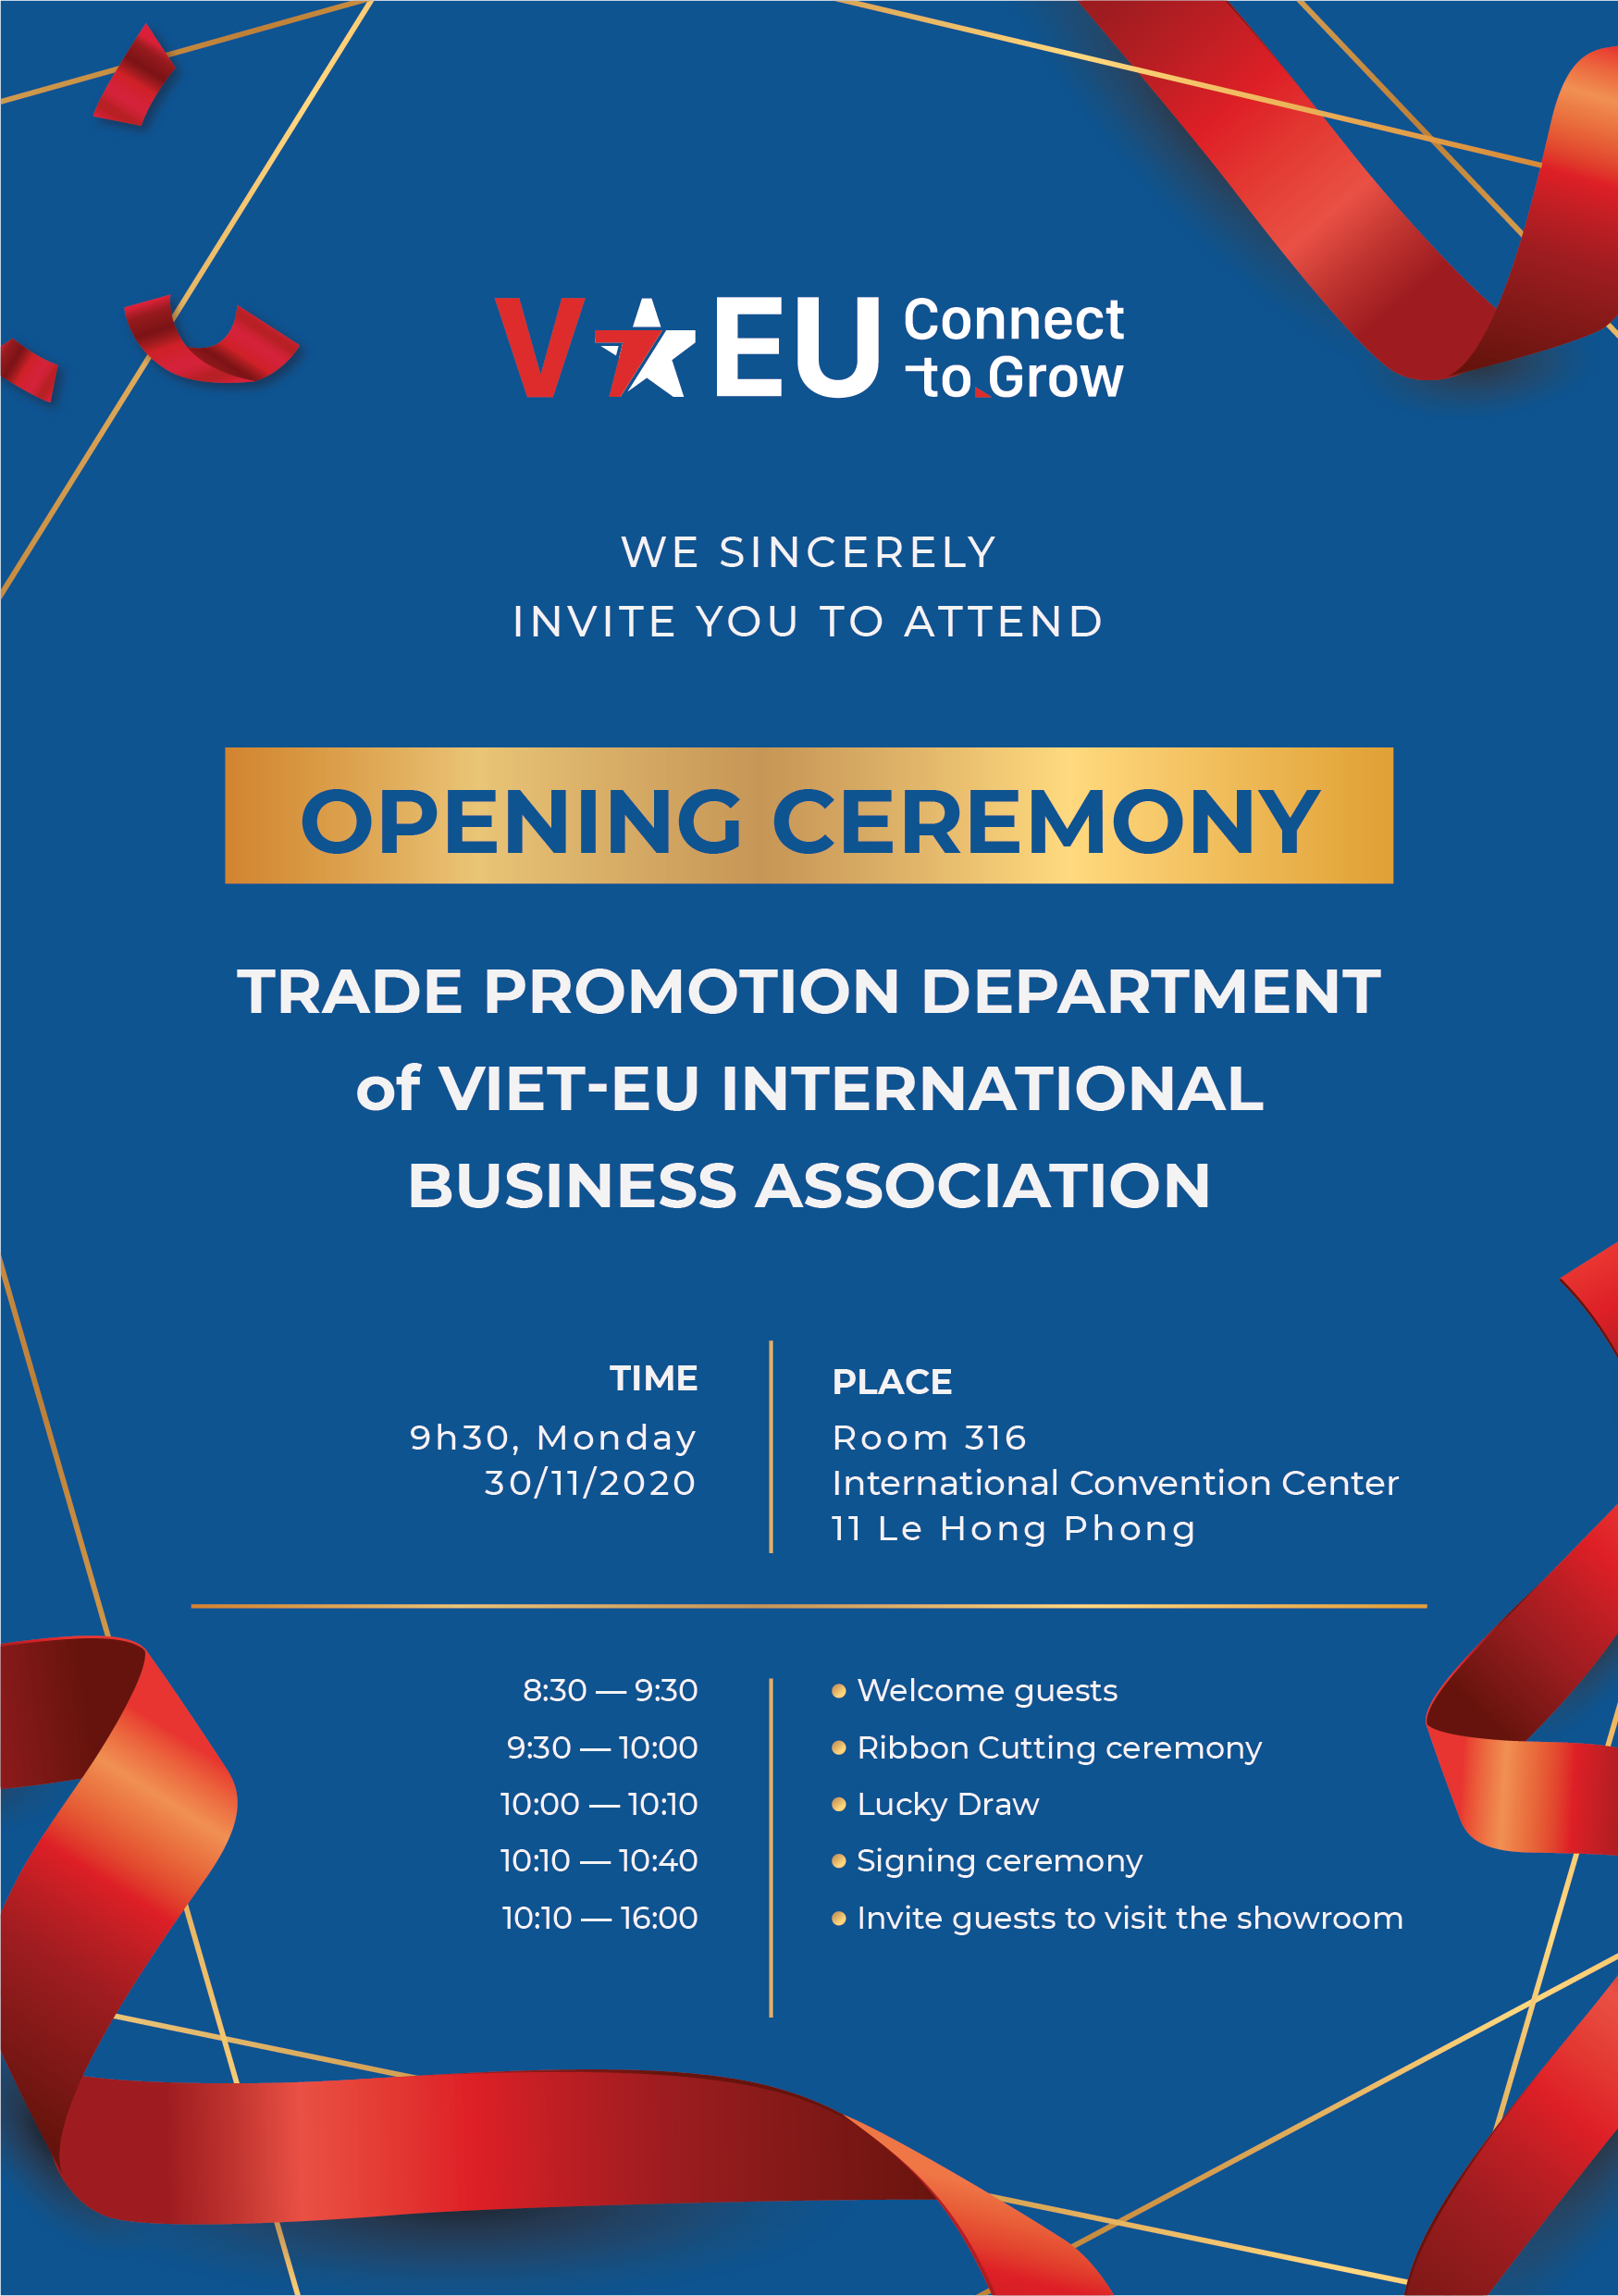 V EU Connect
to Grow
WE SINCERELY
INVITE YOU TO ATTEND
OPENING CEREMONY
TRADE PROMOTION DEPARTMENT
of VIET-EU INTERNATIONAL
BUSINESS ASSOCIATION
TIME
9h30, Monday
30/11/2020
PLACE
Room 316
International Convention Center
11 Le Hong Phong
8:30 — 9:30 • Welcome guests
9:30 — 10:00 • Ribbon Cutting ceremony
10:00 — 10:10 • Lucky Draw
10:10 — 10:40 • Signing ceremony
10:10 — 16:00 • Invite guests to visit the showroom